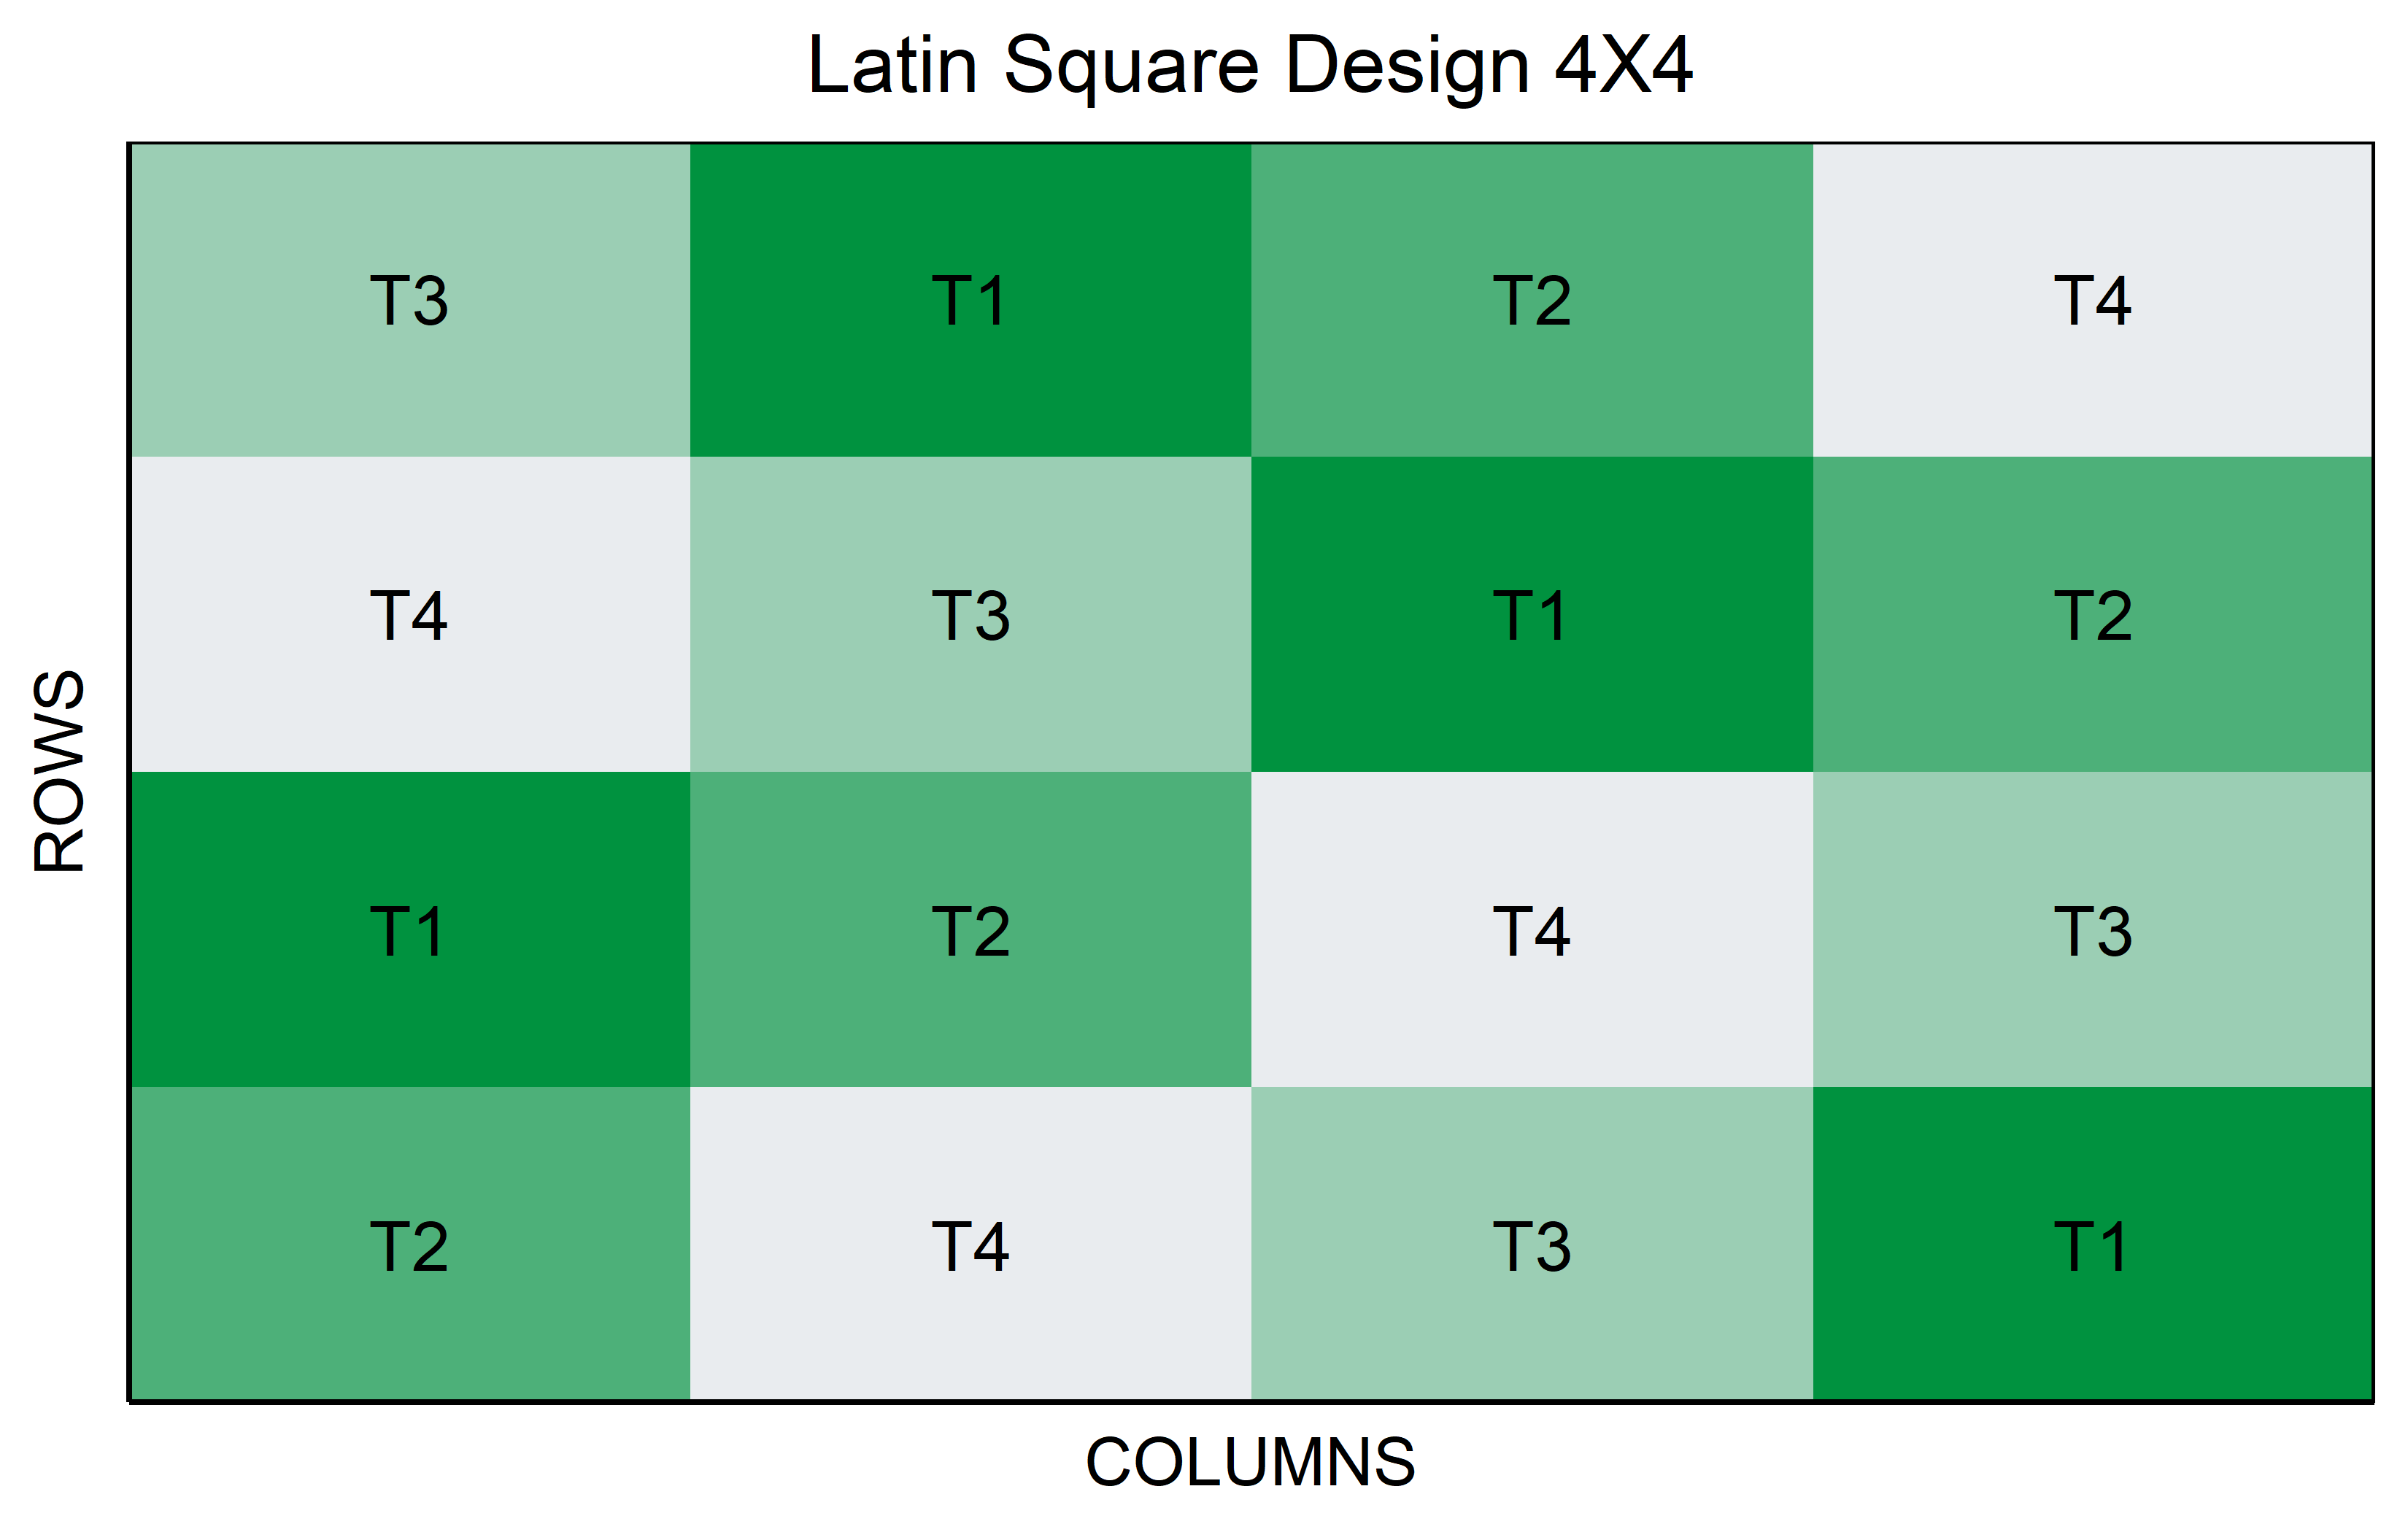 Latin Square Design 4X4
T3 T1 T2 T4
T4 T3 T1 T2
ROWS
T1 T2 T4 T3
T2 T4 T3 T1
COLUMNS